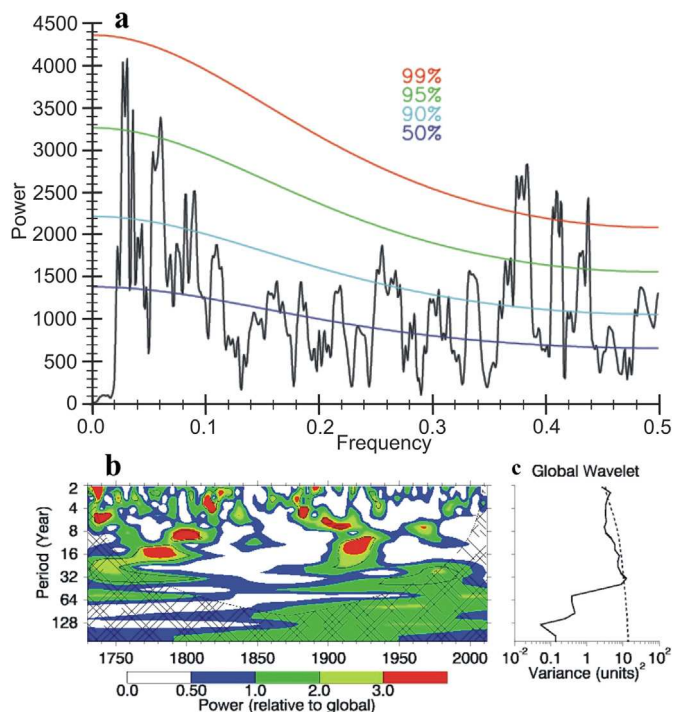 a
4500
4000
3500
3000
2500
2000
1500
1000
500
0
Power
99%
95%
90%
50%
0.0 0.1 0.2 0.3 0.4 0.5
Frequency
b
2
4
8
16
32
64
128
Period (Year)
1750 1800 1850 1900 1950 2000
0.0 0.50 1.0 2.0 3.0
Power (relative to global)
c Global Wavelet
10⁻² 0.1 1 10 10²
Variance (units)²